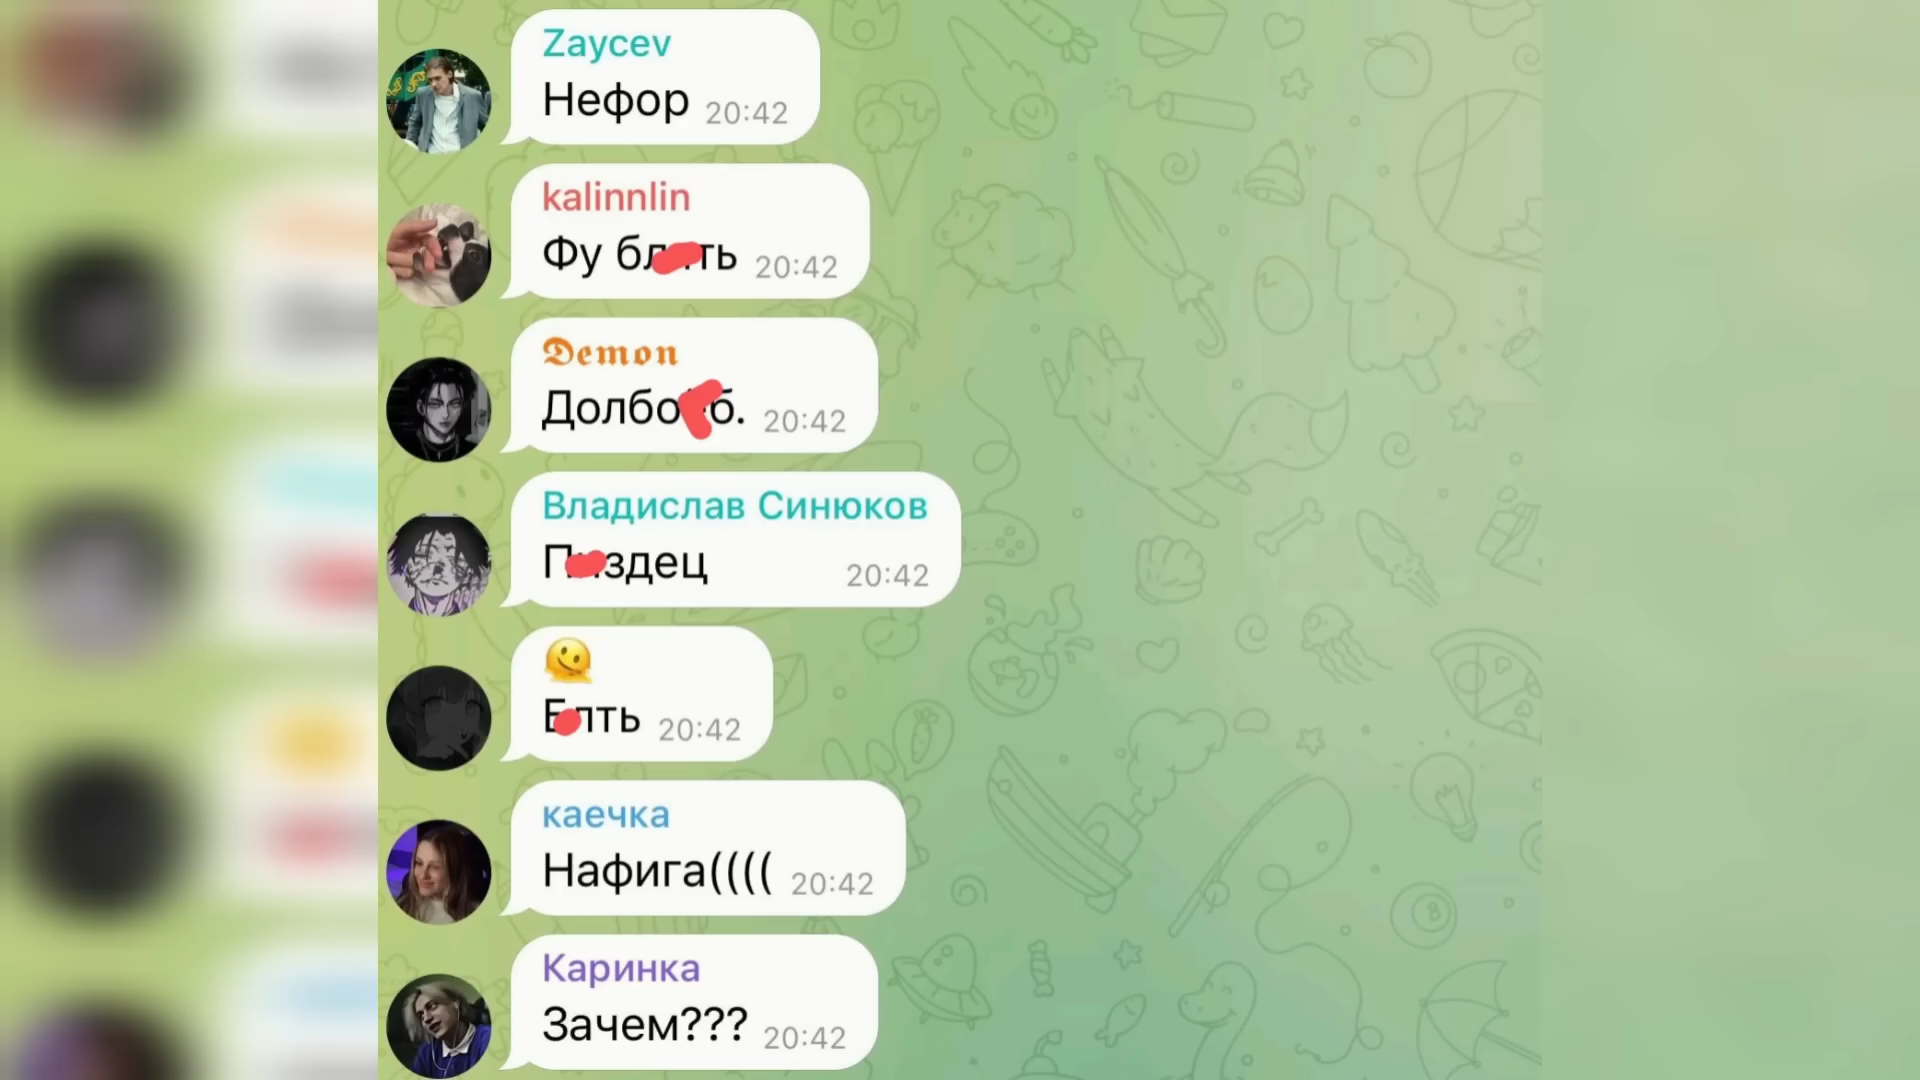 Zaycev
Нефор 20:42
kalinnlin
Фу 20:42
𝕯𝖊𝖒𝖔𝖓
20:42
Владислав Синюков
20:42
🫠
20:42
каечка
Нафига(((( 20:42
Каринка
Зачем??? 20:42